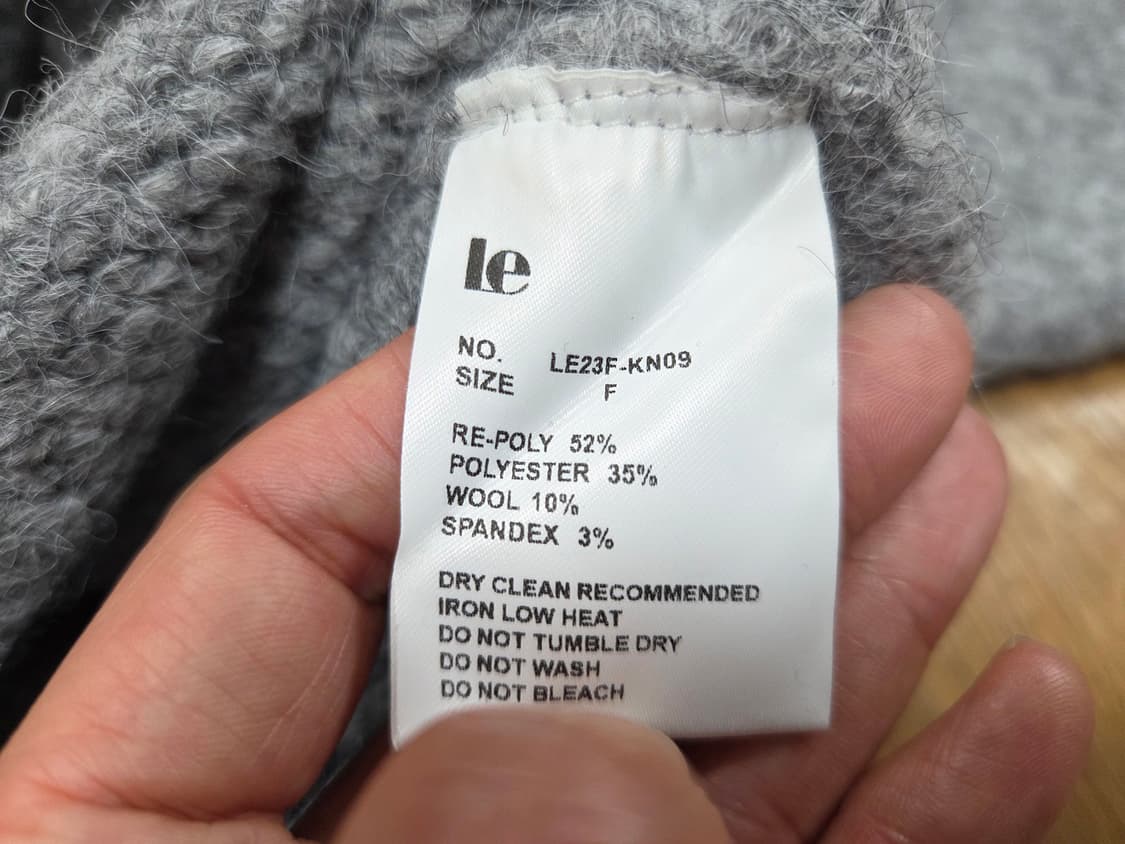 le
NO. LE23F-KN09
SIZE F
RE-POLY 52%
POLYESTER 35%
WOOL 10%
SPANDEX 3%
DRY CLEAN RECOMMENDED
IRON LOW HEAT
DO NOT TUMBLE DRY
DO NOT WASH
DO NOT BLEACH